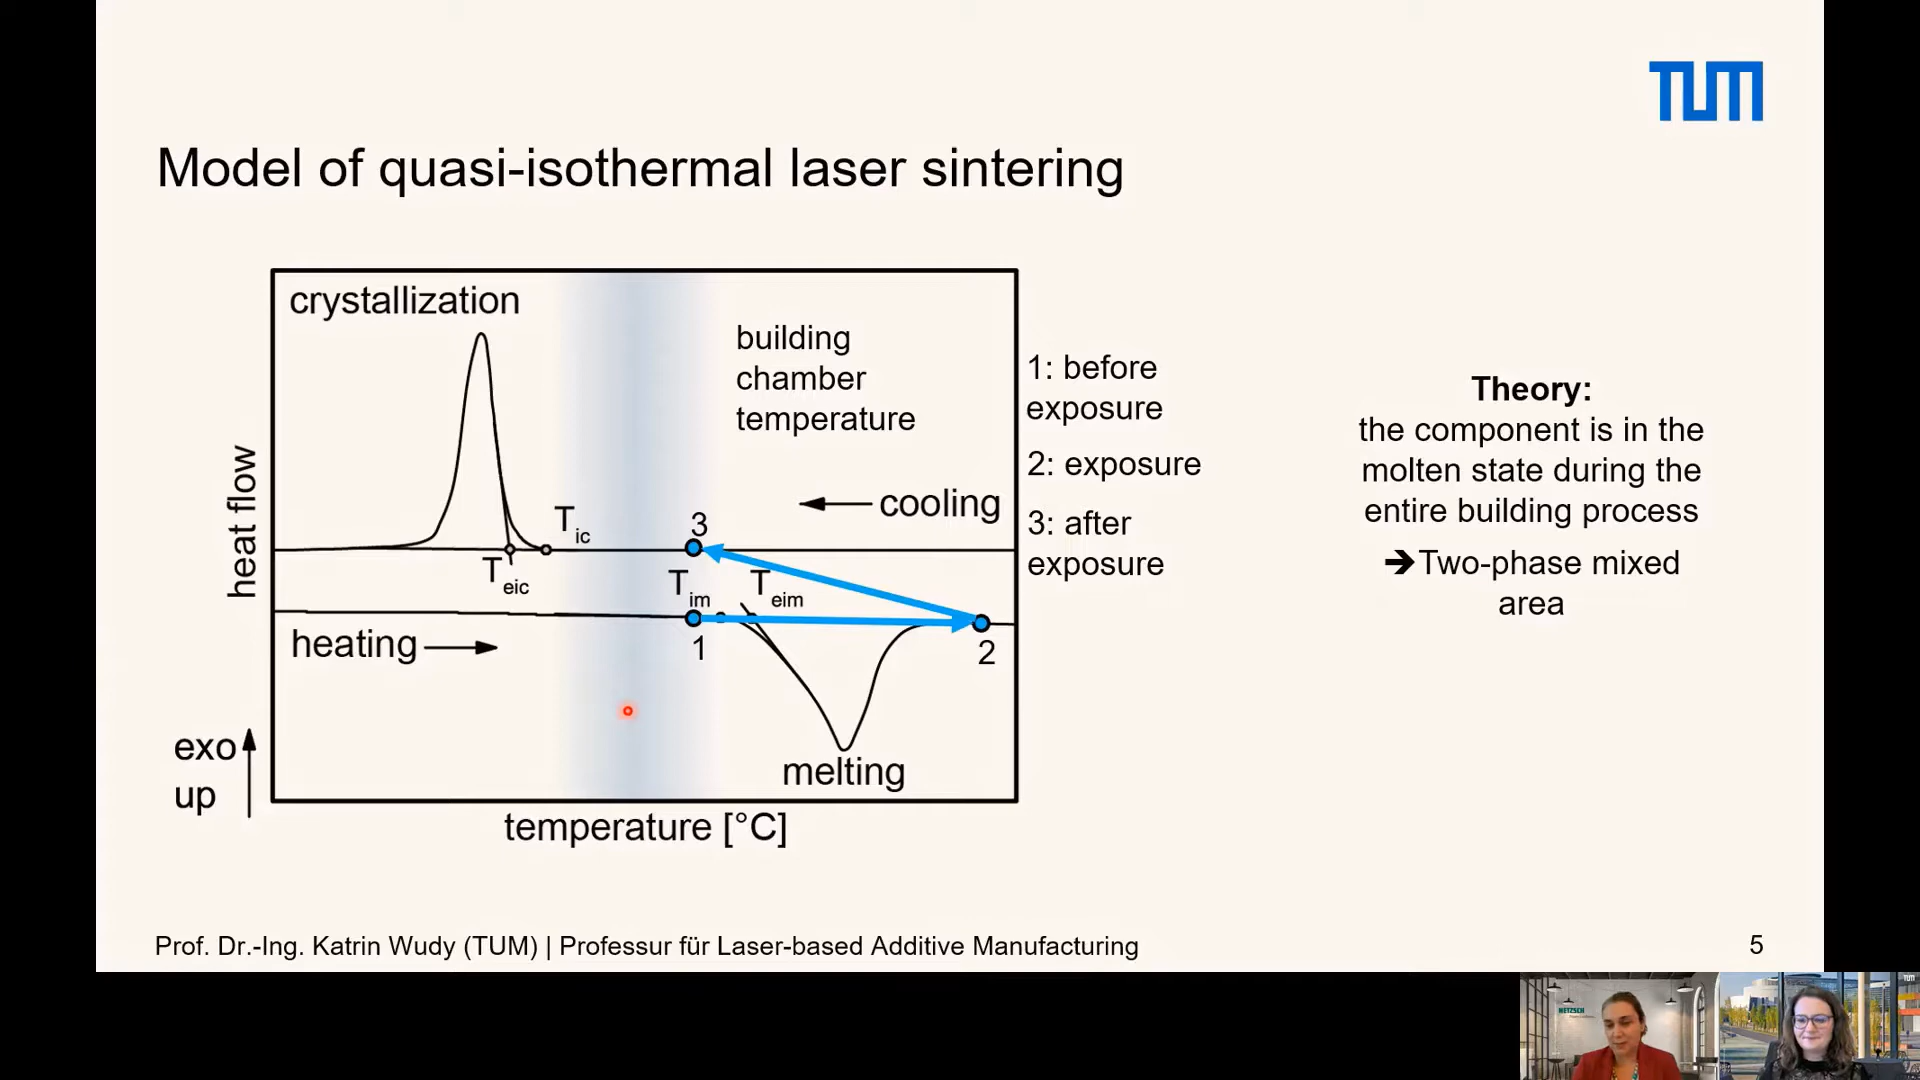 TUM
Model of quasi-isothermal laser sintering
crystallization
building
chamber
temperature
cooling
heat flow
T ic
T eic
3
T im
T eim
1
2
heating
melting
exo
up
temperature [°C]
1: before
exposure
2: exposure
3: after
exposure
Theory:
the component is in the
molten state during the
entire building process
➔Two-phase mixed
area
Prof. Dr.-Ing. Katrin Wudy (TUM) | Professur für Laser-based Additive Manufacturing
5
NETZSCH
TUM